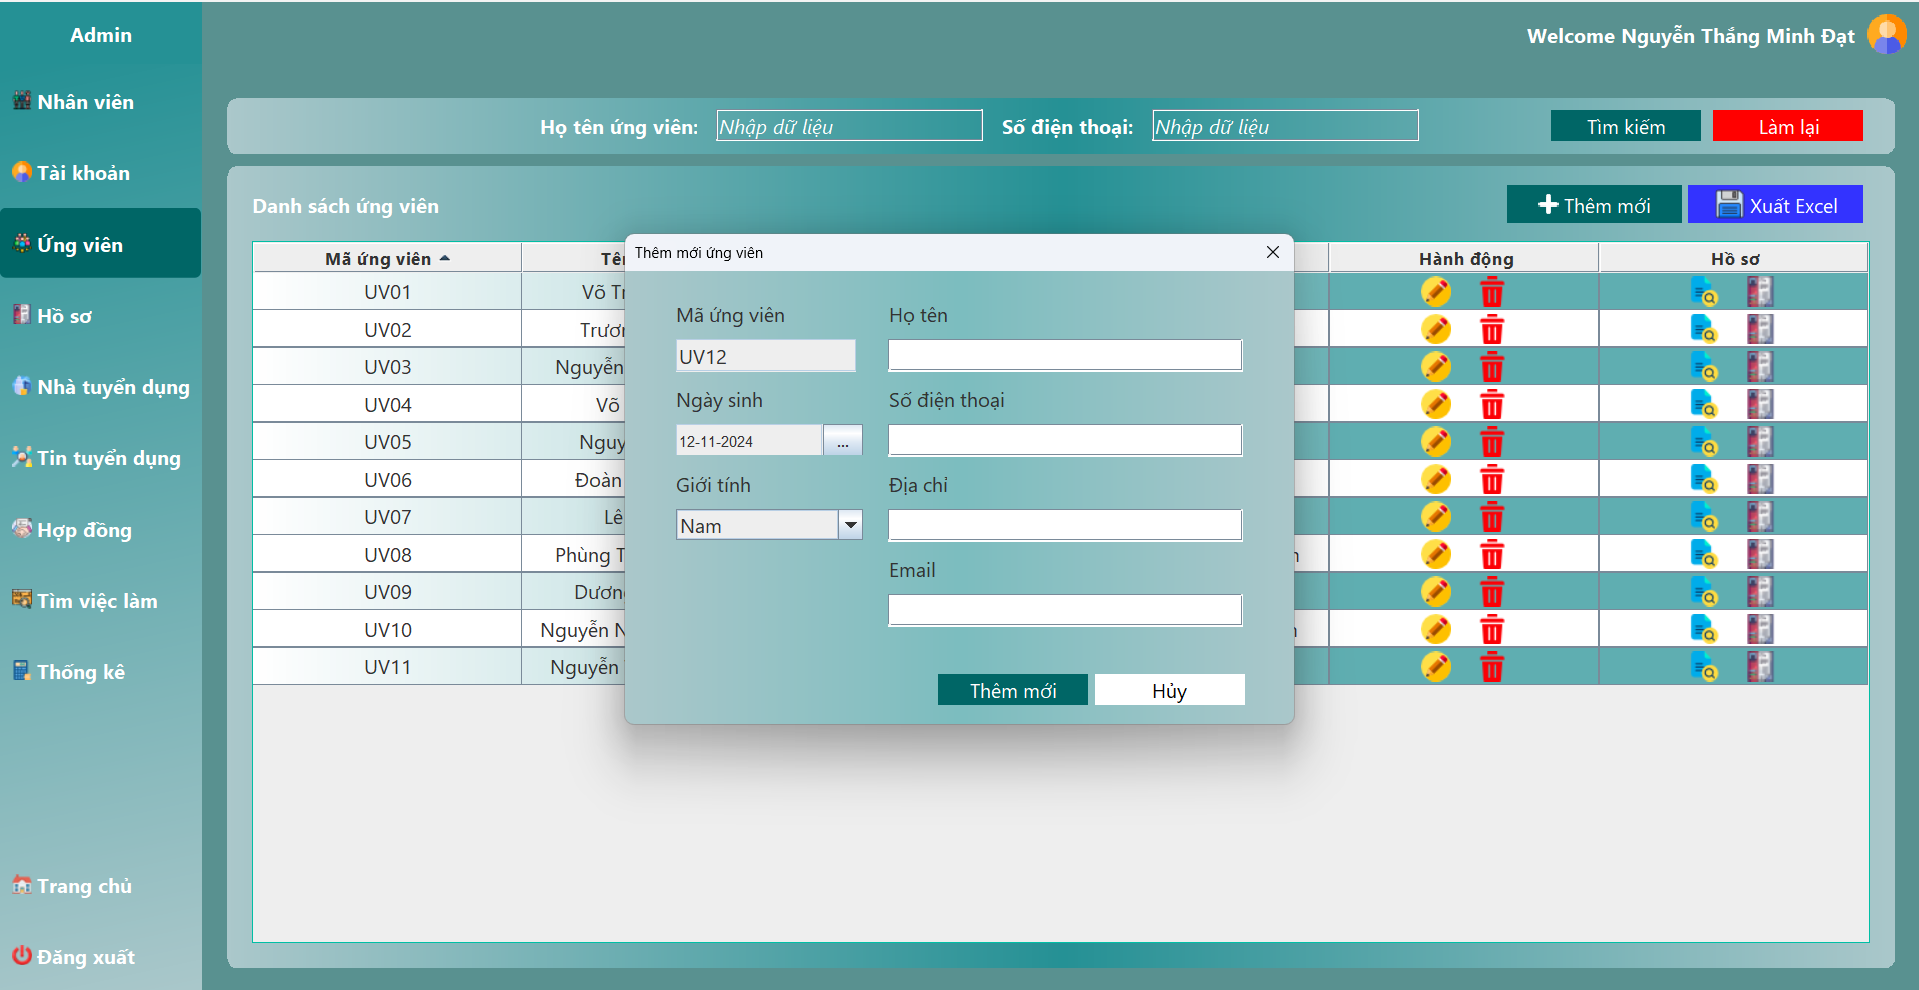 Admin
Welcome Nguyễn Thắng Minh Đạt
Nhân viên
Tài khoản
Ứng viên
Hồ sơ
Nhà tuyển dụng
Tin tuyển dụng
Hợp đồng
Tìm việc làm
Thống kê
Trang chủ
Đăng xuất
Họ tên ứng viên: Nhập dữ liệu Số điện thoại: Nhập dữ liệu Tìm kiếm Làm lại
Danh sách ứng viên Thêm mới Xuất Excel
Mã ứng viên Hành động Hồ sơ
UV01 Võ
UV02
UV03 Nguyễn
UV04 Võ
UV05
UV06 Đoàn
UV07 Lê
UV08 Phùng
UV09
UV10 Nguyễn
UV11 Nguyễn
Thêm mới ứng viên
Mã ứng viên Họ tên
UV12
Ngày sinh Số điện thoại
12-11-2024 ...
Giới tính Địa chỉ
Nam
Email
Thêm mới Hủy